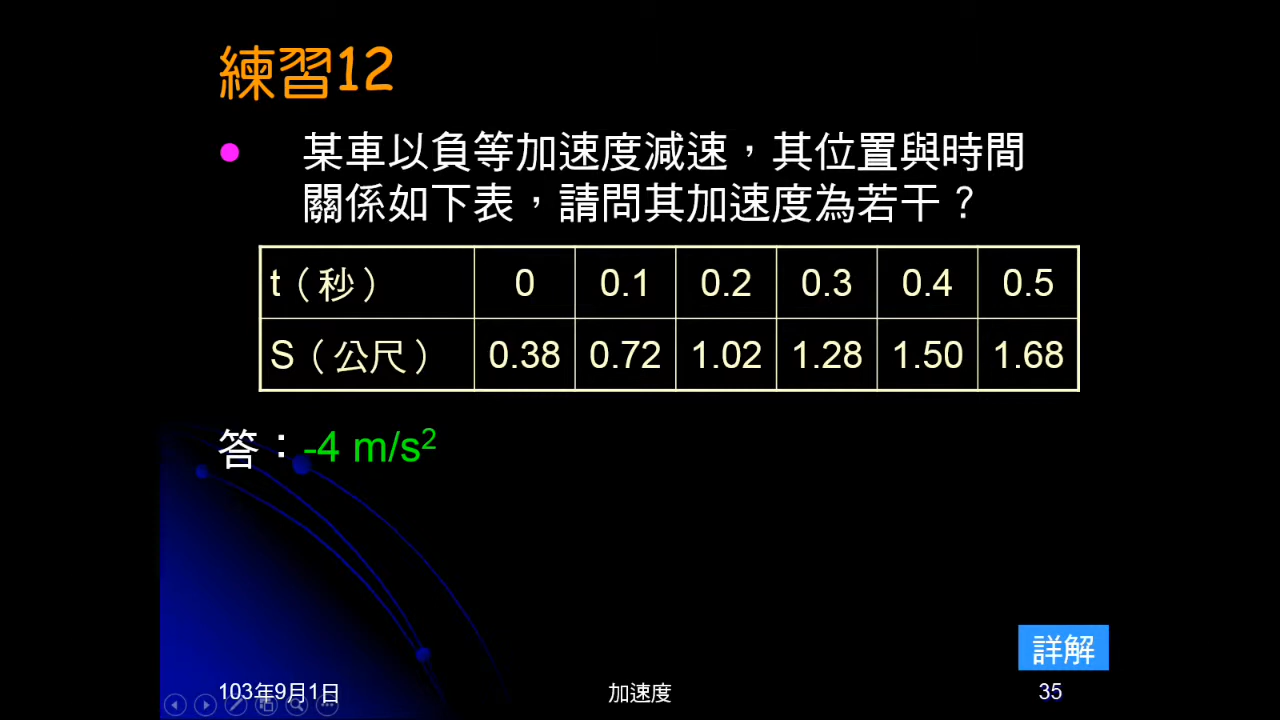 練習12
某車以負等加速度減速，其位置與時間
關係如下表，請問其加速度為若干？
t（秒） 0 0.1 0.2 0.3 0.4 0.5
S（公尺） 0.38 0.72 1.02 1.28 1.50 1.68
答：-4 m/s²
詳解
103年9月1日 加速度 35